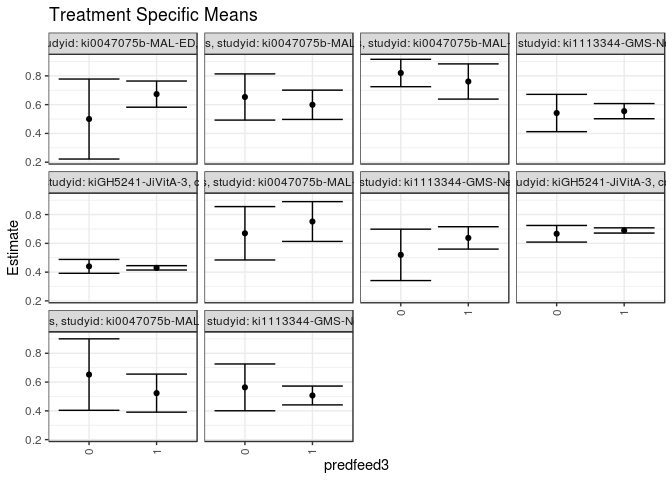 Treatment Specific Means
studyid: ki0047075b-MAL-ED,
s, studyid: ki0047075b-MAL
s, studyid: ki0047075b-MAL-
studyid: ki1113344-GMS-Ne
0.8
0.6
0.4
0.2
studyid: kiGH5241-JiVitA-3, c
s, studyid: ki0047075b-MAL
studyid: ki1113344-GMS-Ne
studyid: kiGH5241-JiVitA-3, c
0.8
0.6
0.4
0.2
Estimate
0
1
0
1
s, studyid: ki0047075b-MAL
studyid: ki1113344-GMS-N
0.8
0.6
0.4
0.2
0
1
0
1
predfeed3